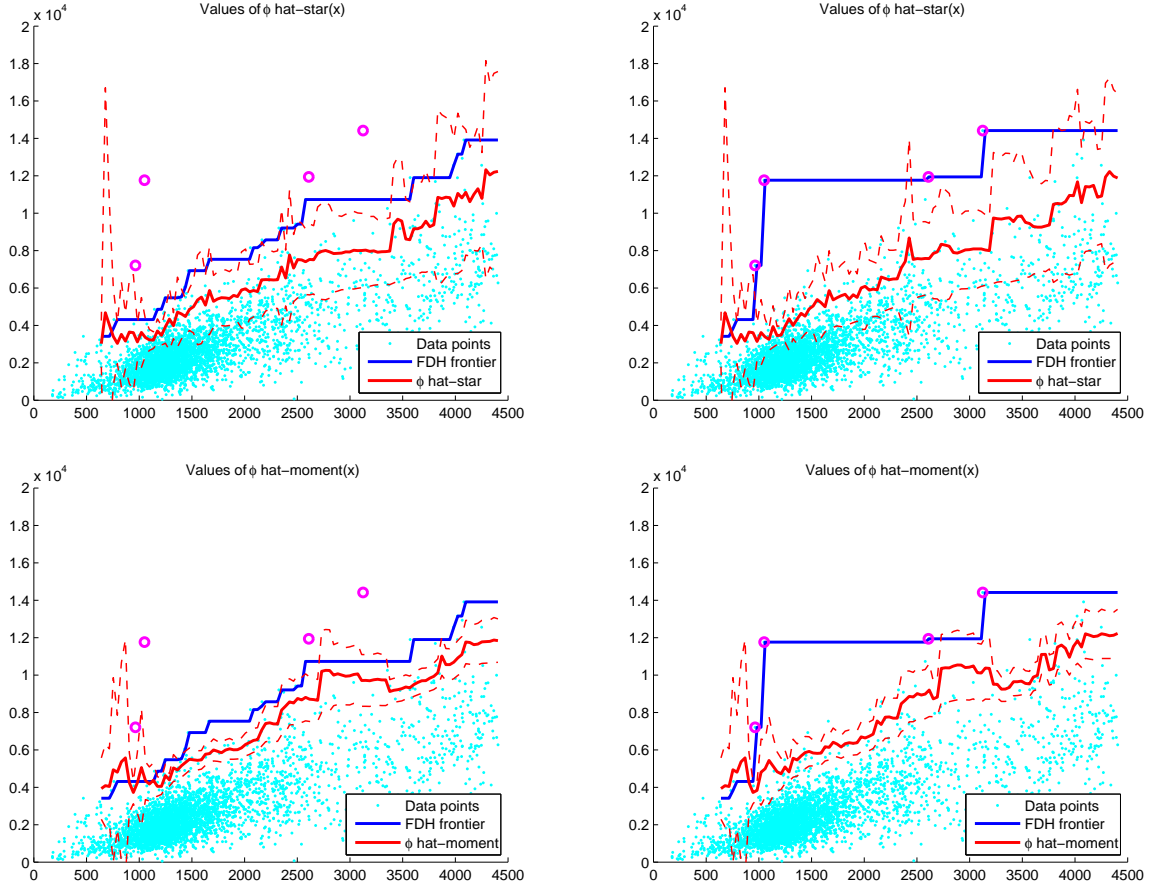 Values of ϕ hat−star(x)
x 10⁴
2
1.8
1.6
1.4
1.2
1
0.8
0.6
0.4
0.2
0
0 500 1000 1500 2000 2500 3000 3500 4000 4500
Data points
FDH frontier
ϕ hat−star
Values of ϕ hat−star(x)
x 10⁴
2
1.8
1.6
1.4
1.2
1
0.8
0.6
0.4
0.2
0
0 500 1000 1500 2000 2500 3000 3500 4000 4500
Data points
FDH frontier
ϕ hat−star
Values of ϕ hat−moment(x)
x 10⁴
2
1.8
1.6
1.4
1.2
1
0.8
0.6
0.4
0.2
0
0 500 1000 1500 2000 2500 3000 3500 4000 4500
Data points
FDH frontier
ϕ hat−moment
Values of ϕ hat−moment(x)
x 10⁴
2
1.8
1.6
1.4
1.2
1
0.8
0.6
0.4
0.2
0
0 500 1000 1500 2000 2500 3000 3500 4000 4500
Data points
FDH frontier
ϕ hat−moment